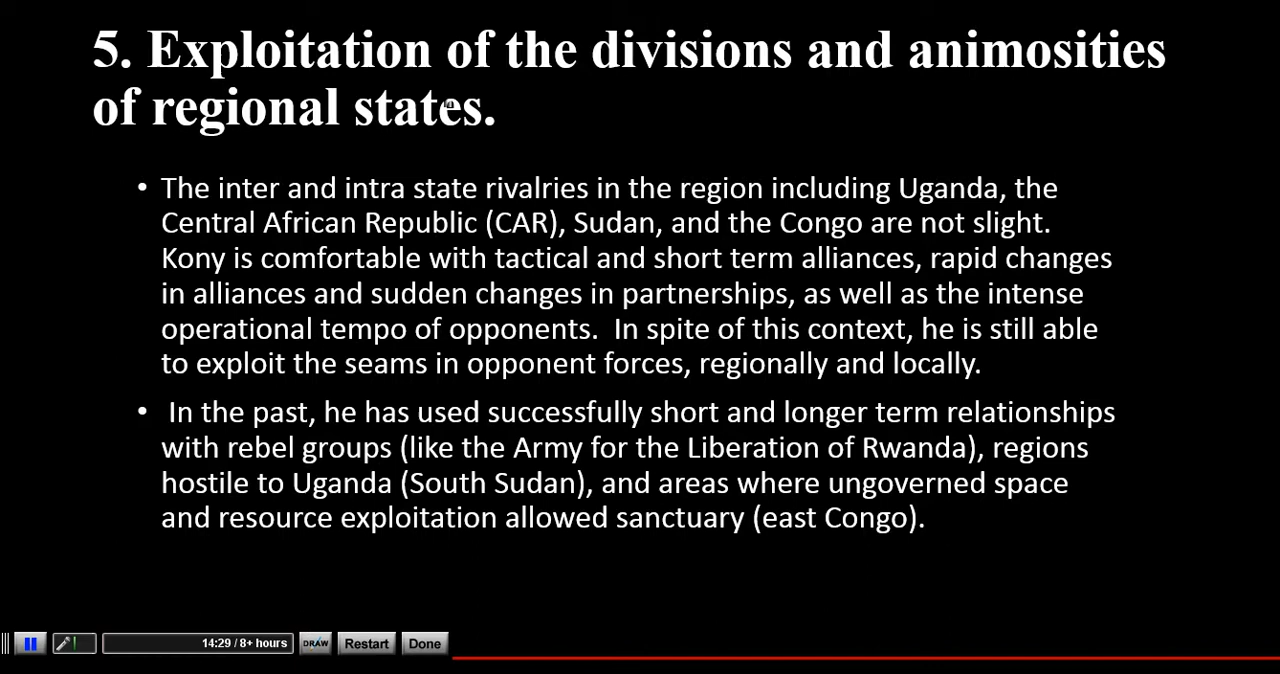 5. Exploitation of the divisions and animosities
of regional states.
• The inter and intra state rivalries in the region including Uganda, the
Central African Republic (CAR), Sudan, and the Congo are not slight.
Kony is comfortable with tactical and short term alliances, rapid changes
in alliances and sudden changes in partnerships, as well as the intense
operational tempo of opponents.  In spite of this context, he is still able
to exploit the seams in opponent forces, regionally and locally.
• In the past, he has used successfully short and longer term relationships
with rebel groups (like the Army for the Liberation of Rwanda), regions
hostile to Uganda (South Sudan), and areas where ungoverned space
and resource exploitation allowed sanctuary (east Congo).
14:29 / 8+ hours DRAW Restart Done